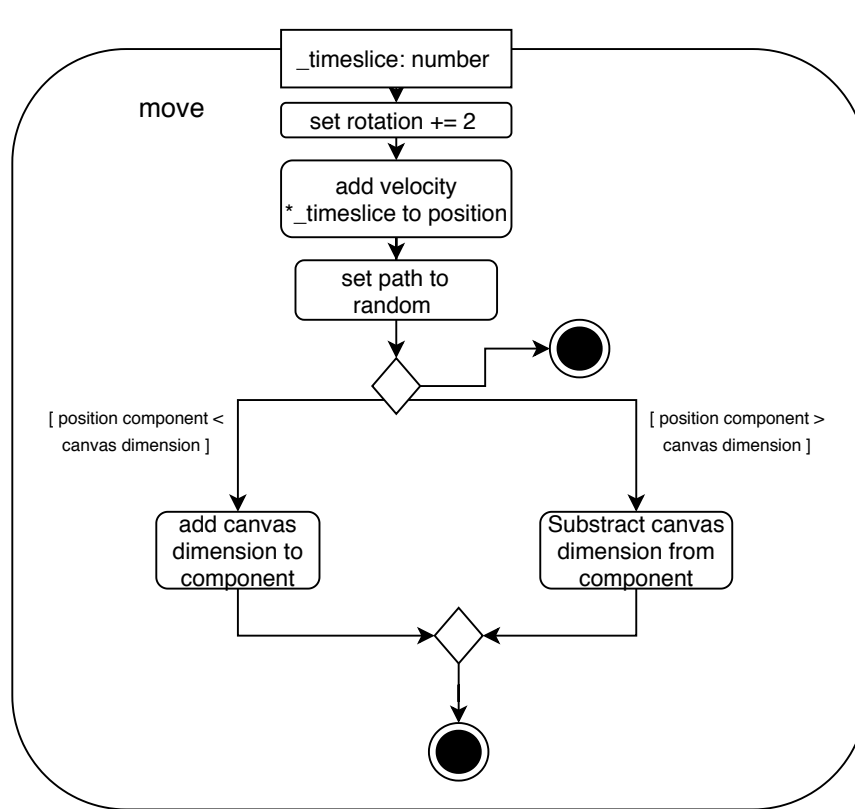 _timeslice: number
move
set rotation += 2
add velocity
*_timeslice to position
set path to
random
[ position component <
canvas dimension ]
[ position component >
canvas dimension ]
add canvas
dimension to
component
Substract canvas
dimension from
component